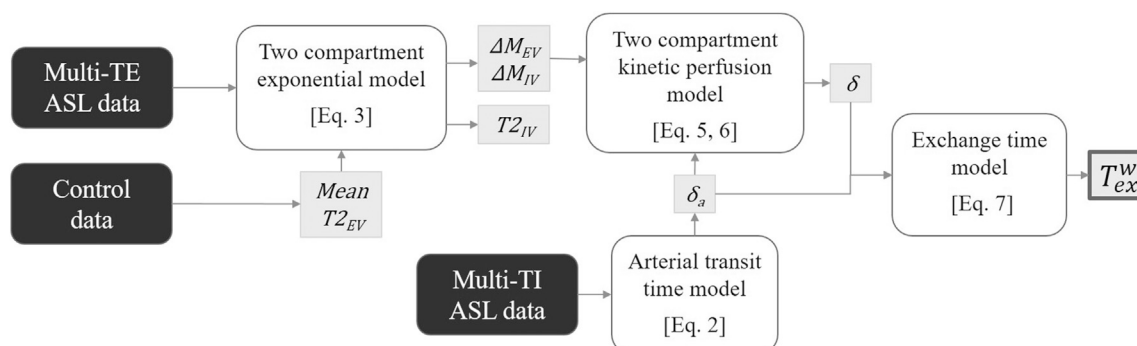 Multi-TE
ASL data
Two compartment
exponential model
[Eq. 3]
ΔM_EV
ΔM_IV
T2_IV
Two compartment
kinetic perfusion
model
[Eq. 5, 6]
δ
Exchange time
model
[Eq. 7]
T_ex^w
Control
data
Mean
T2_EV
δ_a
Multi-TI
ASL data
Arterial transit
time model
[Eq. 2]